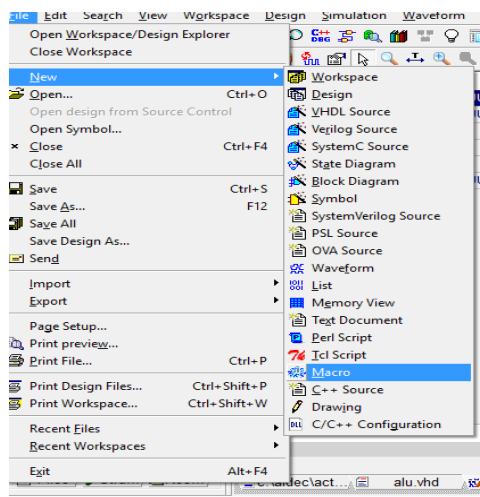 File Edit Search View Workspace Design Simulation Waveform
Open Workspace/Design Explorer
Close Workspace
New
Open... Ctrl+O
Open design from Source Control
Open Symbol...
Close Ctrl+F4
Close All
Save Ctrl+S
Save As... F12
Save All
Save Design As...
Send
Import
Export
Page Setup...
Print preview...
Print File... Ctrl+P
Print Design Files... Ctrl+Shift+P
Print Workspace... Ctrl+Shift+W
Recent Files
Recent Workspaces
Exit Alt+F4
Workspace
Design
VHDL Source
Verilog Source
SystemC Source
State Diagram
Block Diagram
Symbol
SystemVerilog Source
PSL Source
OVA Source
Waveform
List
Memory View
Text Document
Perl Script
Tcl Script
Macro
C++ Source
Drawing
C/C++ Configuration
alu.vhd